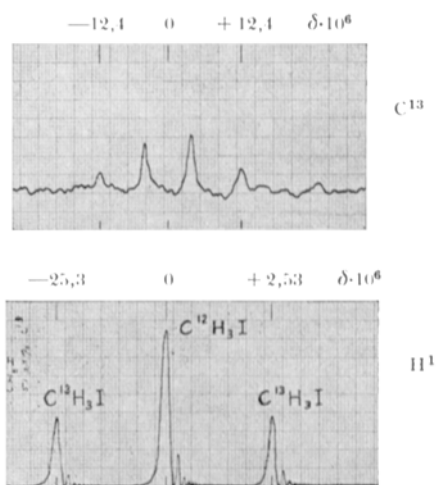 —12,4 0 +12,4 δ·10⁶
C¹³
—25,3 0 +2,53 δ·10⁶
C¹²H₃I
H¹
C¹³H₃I C¹³H₃I